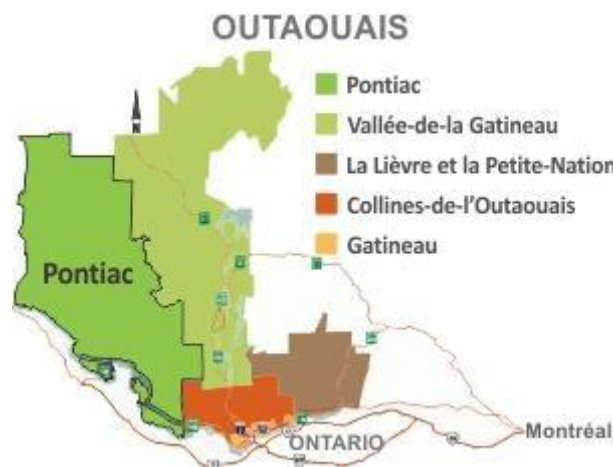 OUTAOUAIS
Pontiac
Vallée-de-la Gatineau
La Lièvre et la Petite-Nation
Collines-de-l'Outaouais
Gatineau
N
Pontiac
ONTARIO
Montréal